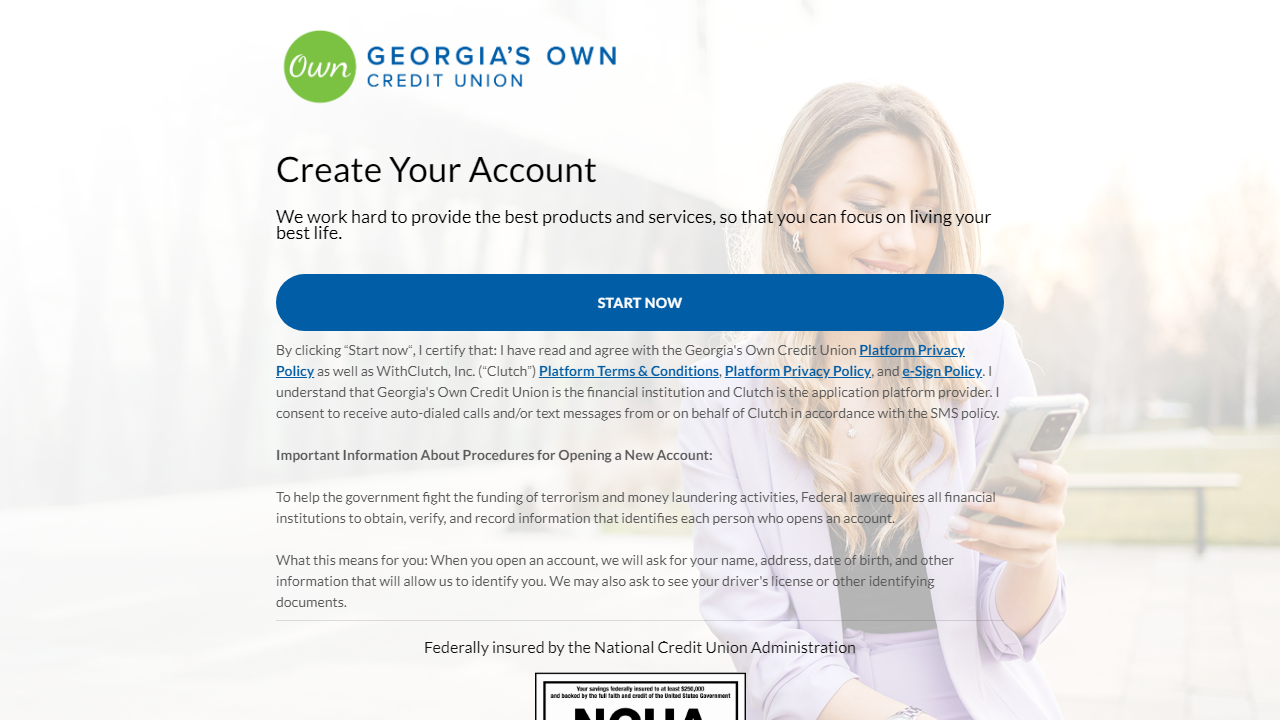 Own
GEORGIA'S OWN
CREDIT UNION
Create Your Account
We work hard to provide the best products and services, so that you can focus on living your
best life.
START NOW
By clicking “Start now“, I certify that: I have read and agree with the Georgia's Own Credit Union Platform Privacy
Policy as well as WithClutch, Inc. (“Clutch”) Platform Terms & Conditions, Platform Privacy Policy, and e-Sign Policy. I
understand that Georgia's Own Credit Union is the financial institution and Clutch is the application platform provider. I
consent to receive auto-dialed calls and/or text messages from or on behalf of Clutch in accordance with the SMS policy.
Important Information About Procedures for Opening a New Account:
To help the government fight the funding of terrorism and money laundering activities, Federal law requires all financial
institutions to obtain, verify, and record information that identifies each person who opens an account.
What this means for you: When you open an account, we will ask for your name, address, date of birth, and other
information that will allow us to identify you. We may also ask to see your driver's license or other identifying
documents.
Federally insured by the National Credit Union Administration
Your savings federally insured to at least $250,000
and backed by the full faith and credit of the United States Government
NCUA